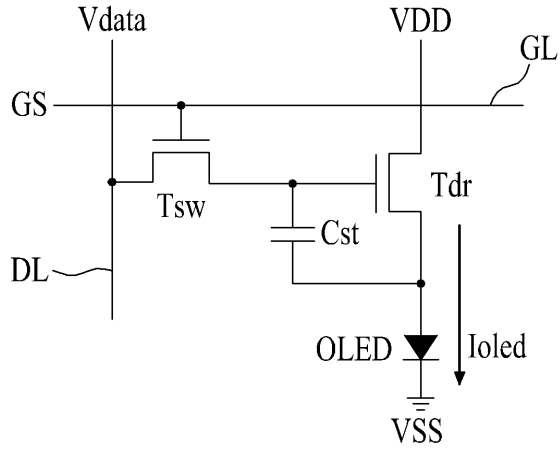 Vdata
VDD
GL
GS
Tsw
Tdr
Cst
DL
OLED
Ioled
VSS